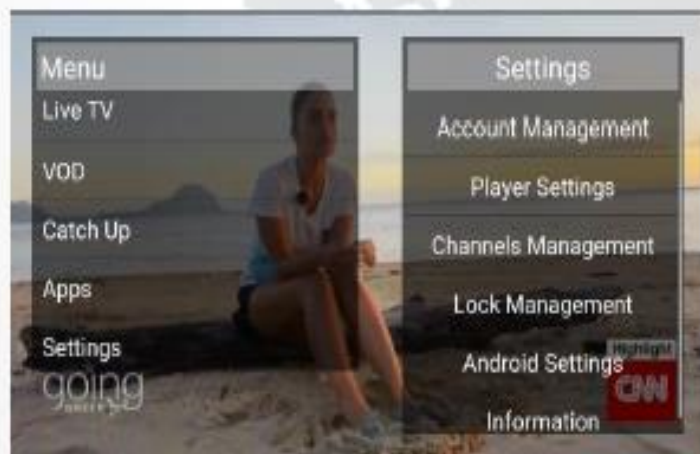 Menu
Live TV
VOD
Catch Up
Apps
Settings
going
GREEN
Settings
Account Management
Player Settings
Channels Management
Lock Management
Android Settings
Information
Highlight
CNN